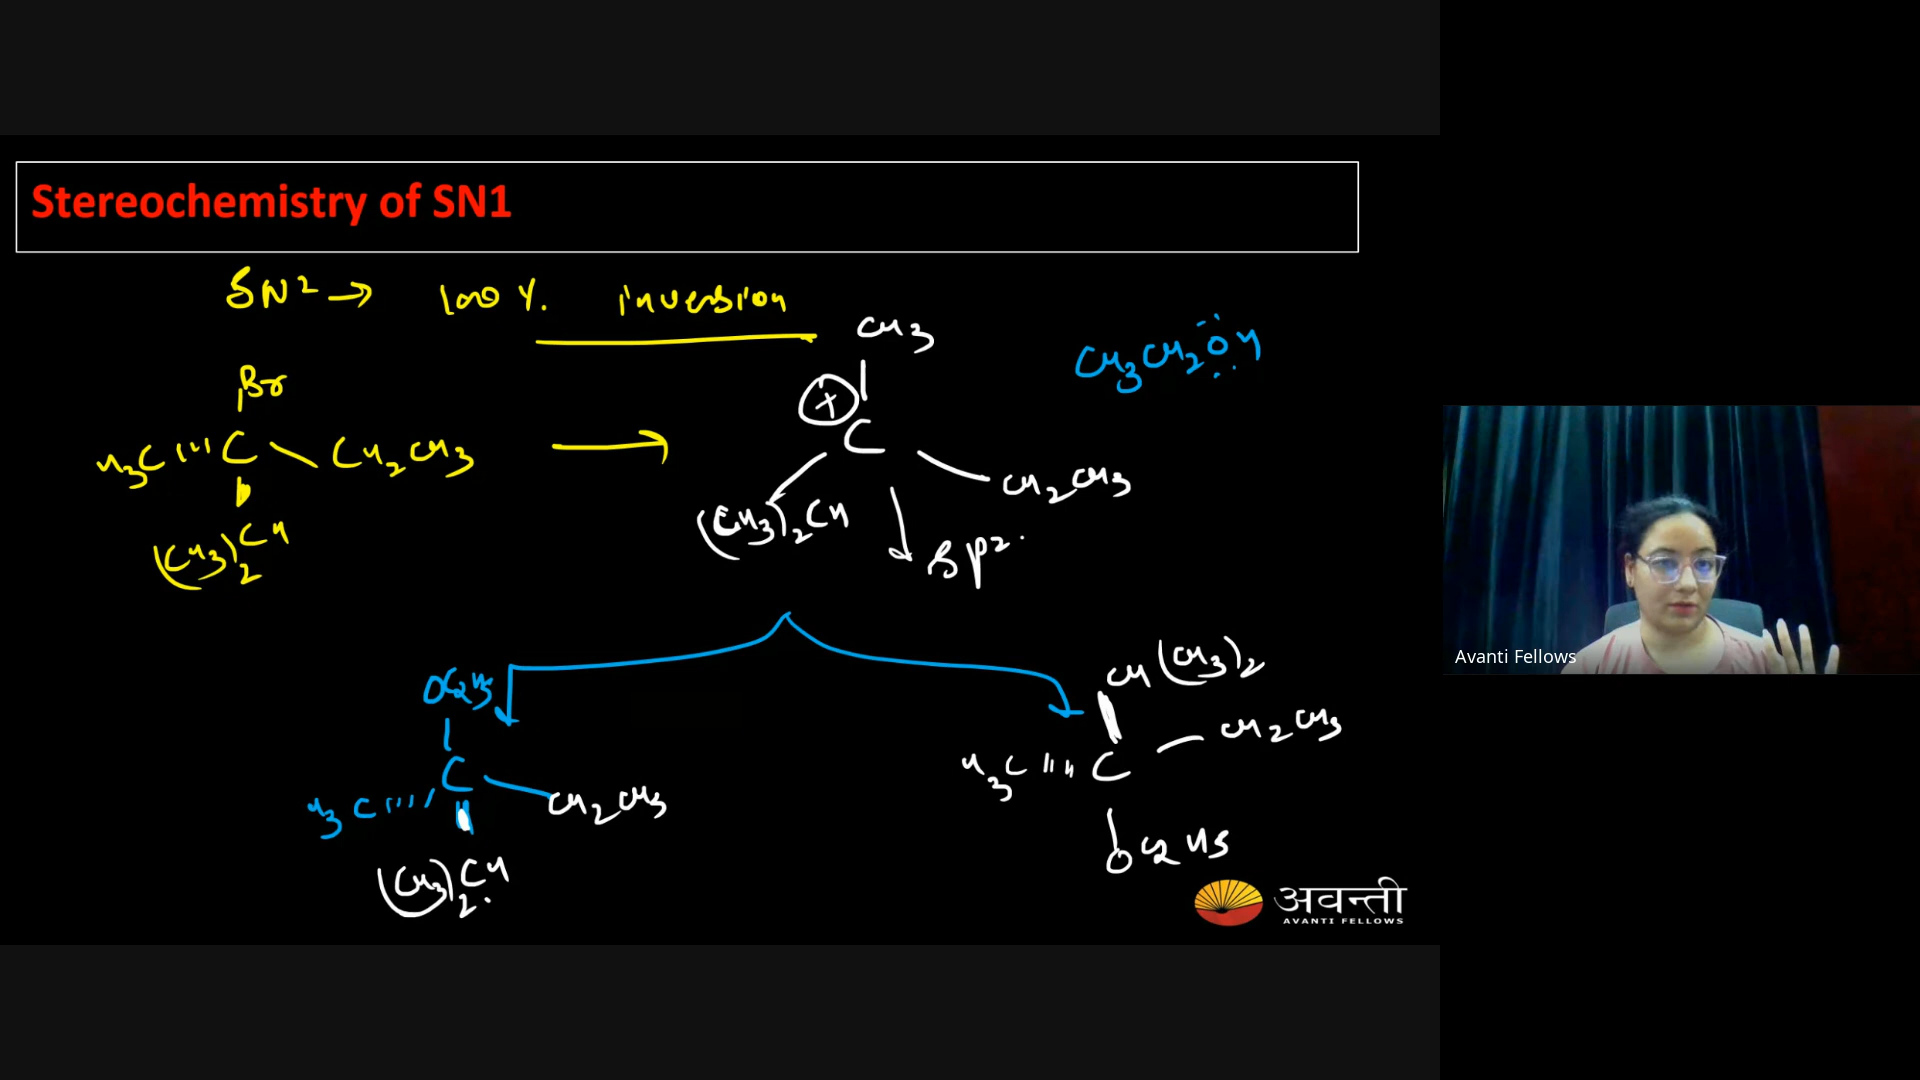 Stereochemistry of SN1
SN2 → 100 %. inversion
CH3
CH3CH2OH
Br
+
H3C C CH2CH3
C
CH2CH3
(CH3)2CH
(CH3)2CH
SP2.
CH(CH3)2
OC2H5
CH2CH3
H3C C
C
H3C
CH2CH3
OC2H5
(CH3)2CH
Avanti Fellows
अवन्ती
AVANTI FELLOWS